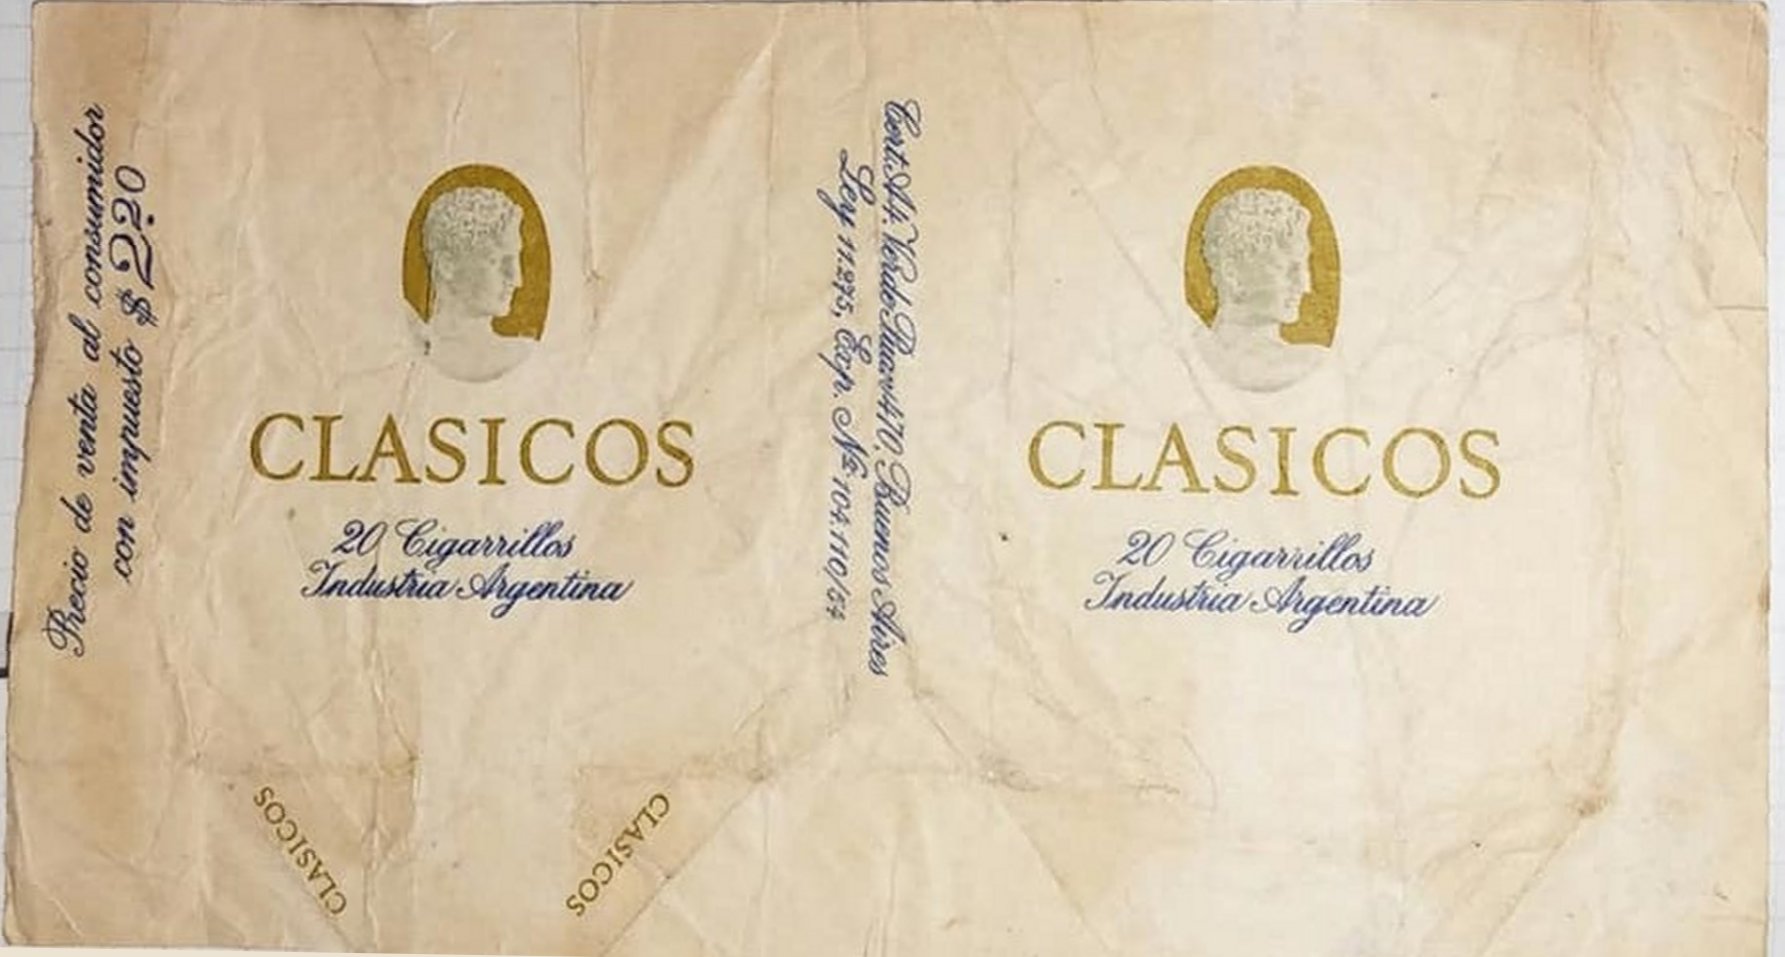 Precio de venta al consumidor
con impuesto $ 2.20
CLASICOS
20 Cigarrillos
Industria Argentina
CLASICOS
CLASICOS
Buenos Aires
Ley 11.275, Exp. Nº 104.110/54
CLASICOS
20 Cigarrillos
Industria Argentina